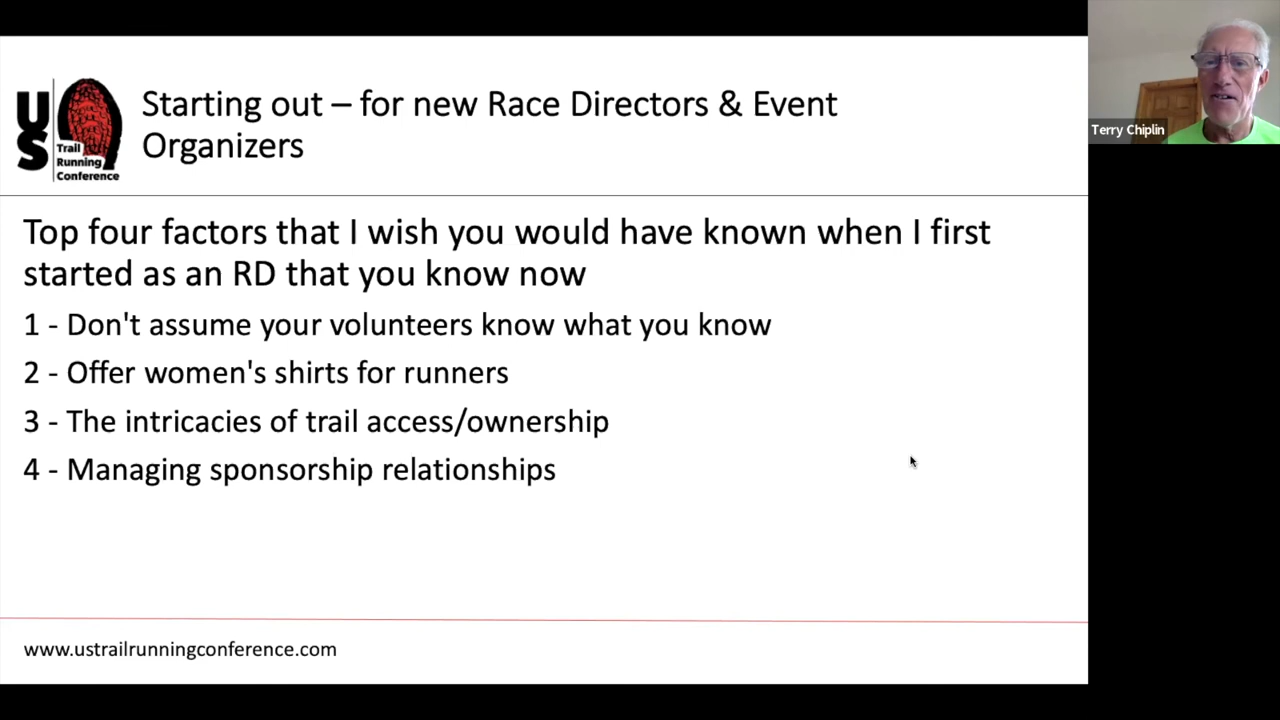 US
Trail
Running
Conference
Starting out – for new Race Directors & Event
Organizers
Terry Chiplin
Top four factors that I wish you would have known when I first
started as an RD that you know now
1 - Don't assume your volunteers know what you know
2 - Offer women's shirts for runners
3 - The intricacies of trail access/ownership
4 - Managing sponsorship relationships
www.ustrailrunningconference.com